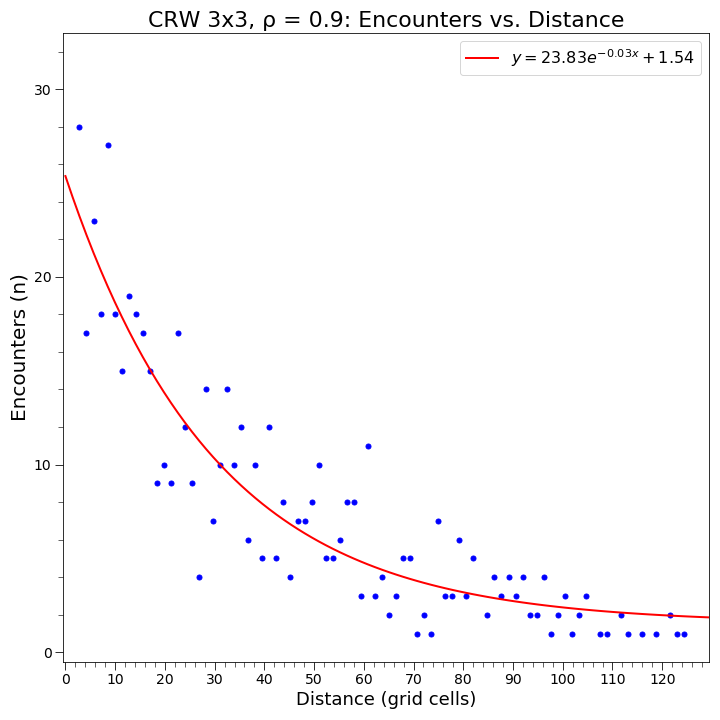 CRW 3x3, ρ = 0.9: Encounters vs. Distance
y = 23.83e^{−0.03x} + 1.54
Encounters (n)
30
20
10
0
0 10 20 30 40 50 60 70 80 90 100 110 120
Distance (grid cells)